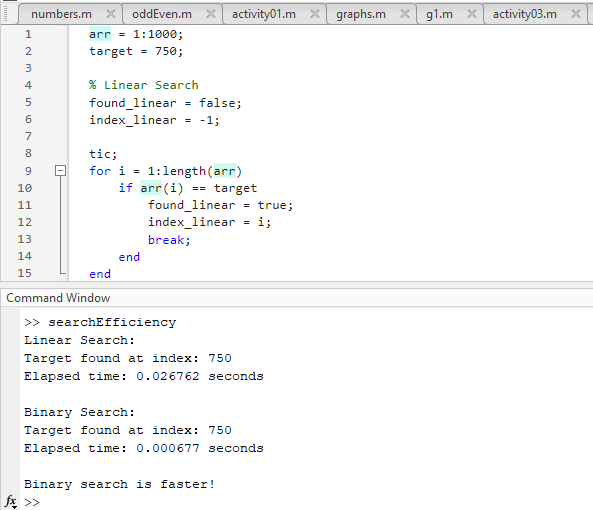 numbers.m oddEven.m activity01.m graphs.m g1.m activity03.m
1 arr = 1:1000;
2 target = 750;
3
4 % Linear Search
5 found_linear = false;
6 index_linear = -1;
7
8 tic;
9 for i = 1:length(arr)
10 if arr(i) == target
11 found_linear = true;
12 index_linear = i;
13 break;
14 end
15 end
Command Window
>> searchEfficiency
Linear Search:
Target found at index: 750
Elapsed time: 0.026762 seconds
Binary Search:
Target found at index: 750
Elapsed time: 0.000677 seconds
Binary search is faster!
fx >>